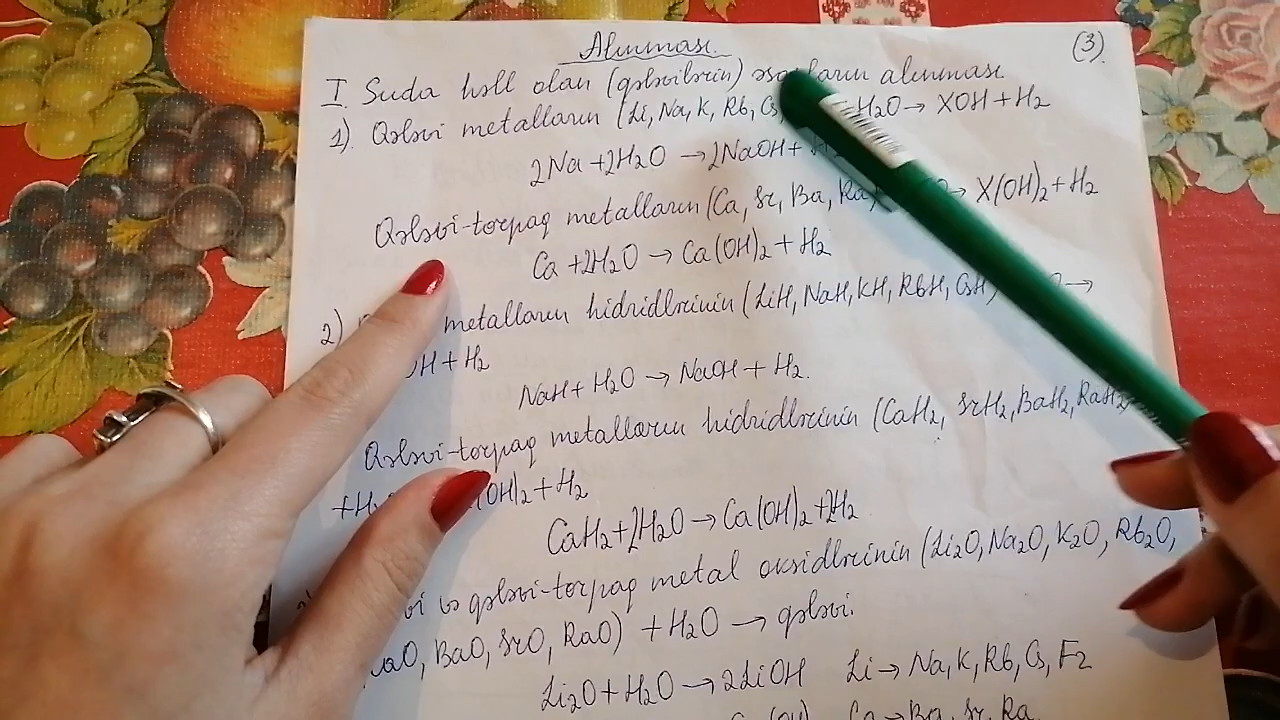 Alınması.
(3).
I. Suda həll olan (qələvilərin) əsasların alınması.
1). Qələvi metalların (Li, Na, K, Rb, Cs H₂O → XOH + H₂
2Na + 2H₂O → 2NaOH +
Qələvi-torpaq metalların (Ca, Sr, Ba, Ra) → X(OH)₂ + H₂
Ca + 2H₂O → Ca(OH)₂ + H₂
2) metalların hidridlərinin (LiH, NaH, KH, RbH, CsH) →
OH + H₂
NaH + H₂O → NaOH + H₂.
Qələvi-torpaq metalların hidridlərinin (CaH₂, SrH₂, BaH₂, RaH₂)
(OH)₂ + H₂
CaH₂ + 2H₂O → Ca(OH)₂ + 2H₂
və qələvi-torpaq metal oksidlərinin (Li₂O, Na₂O, K₂O, Rb₂O,
BaO, SrO, RaO) + H₂O → qələvi.
Li₂O + H₂O → 2LiOH Li → Na, K, Rb, Cs, Fz
Ca → Ba, Sr, Ra